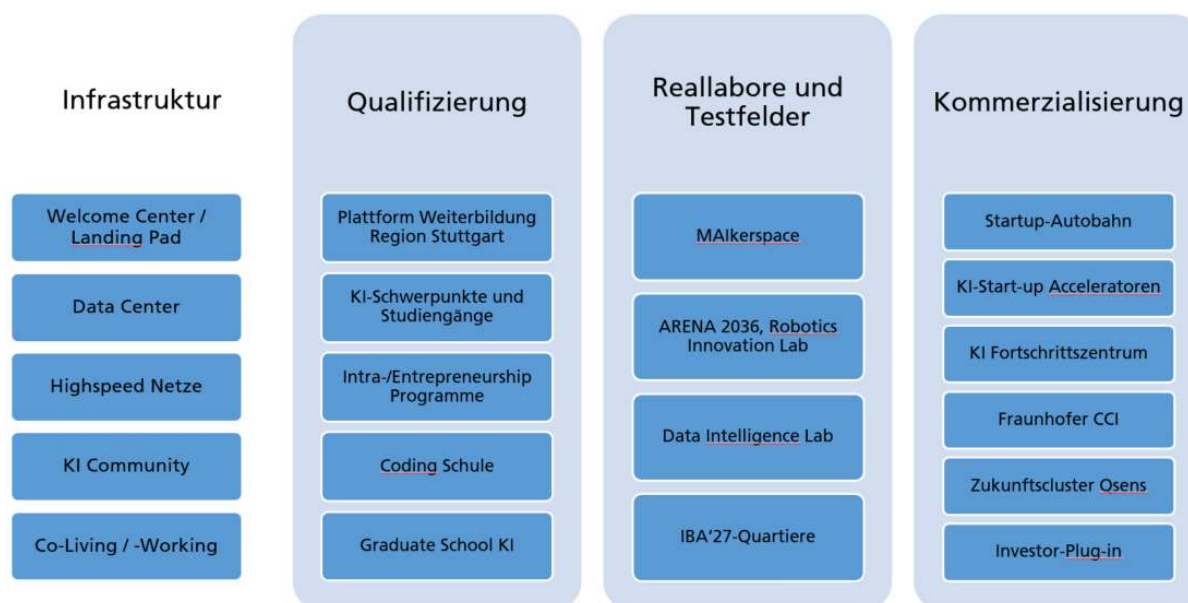 Infrastruktur
Welcome Center /
Landing Pad
Data Center
Highspeed Netze
KI Community
Co-Living / -Working
Qualifizierung
Plattform Weiterbildung
Region Stuttgart
KI-Schwerpunkte und
Studiengänge
Intra-/Entrepreneurship
Programme
Coding Schule
Graduate School KI
Reallabore und
Testfelder
MAIkerspace
ARENA 2036, Robotics
Innovation Lab
Data Intelligence Lab
IBA‘27-Quartiere
Kommerzialisierung
Startup-Autobahn
KI-Start-up Acceleratoren
KI Fortschrittszentrum
Fraunhofer CCI
Zukunftscluster Qsens
Investor-Plug-in